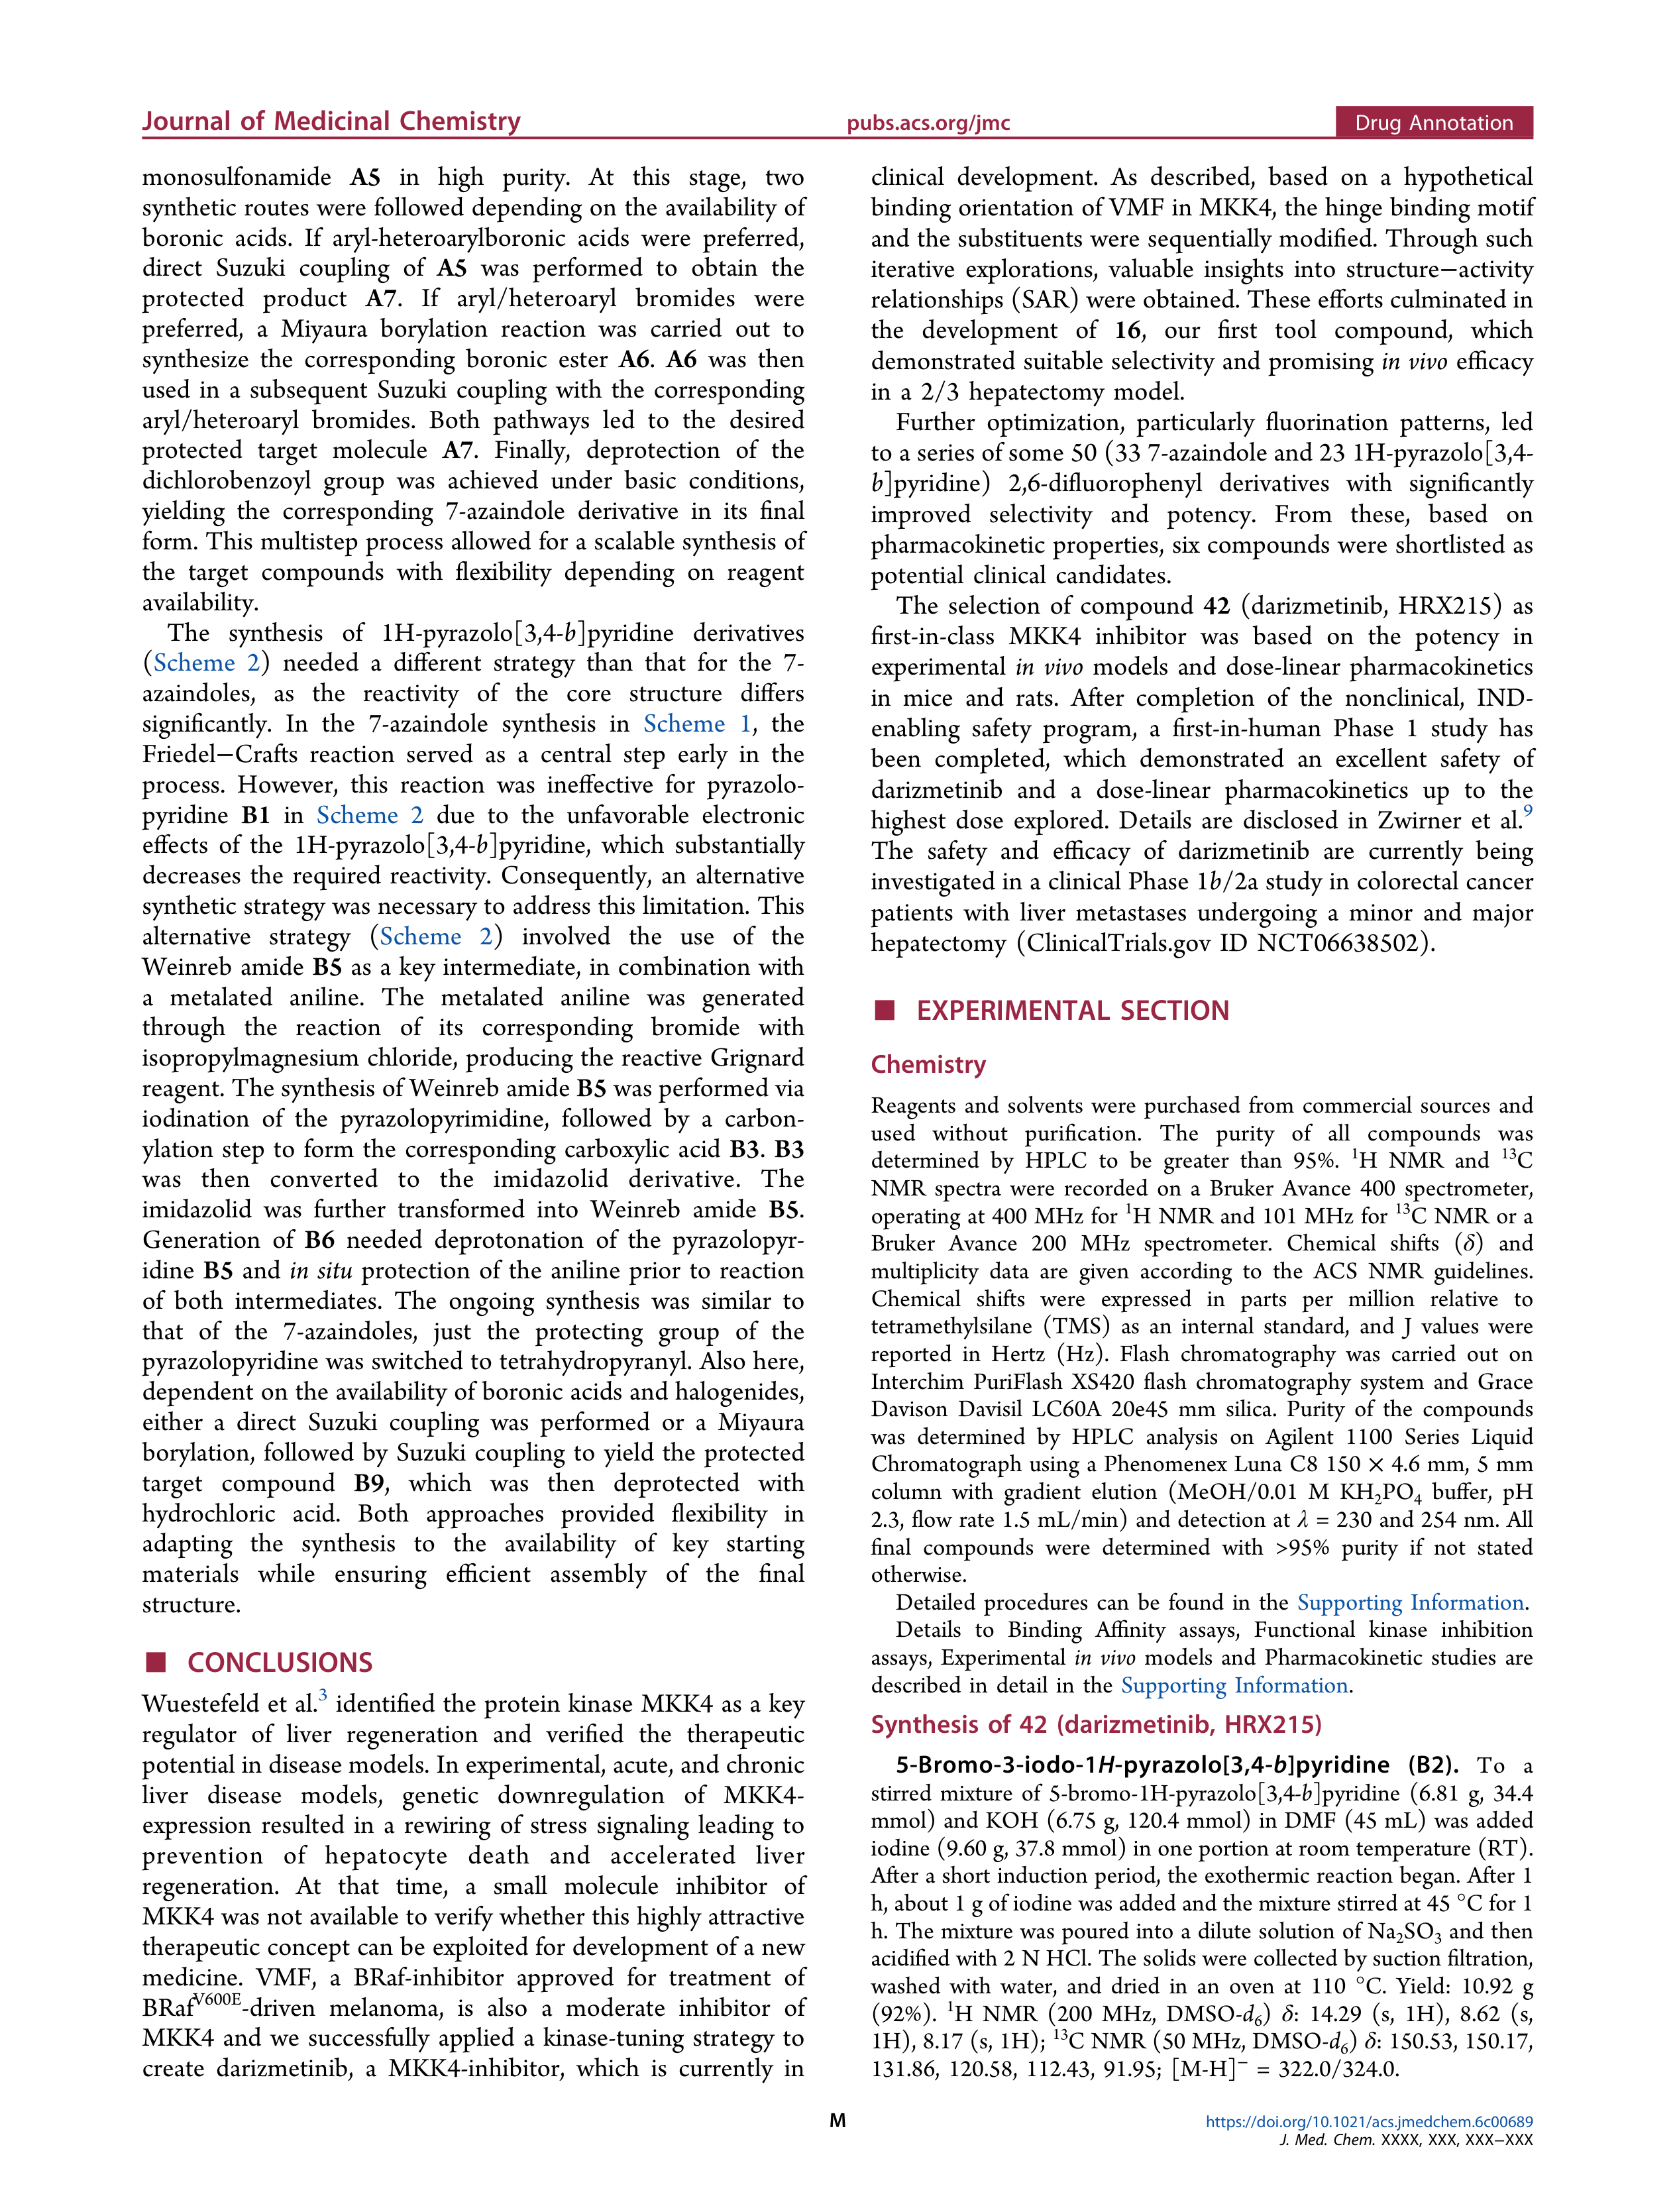 Journal of Medicinal Chemistry
pubs.acs.org/jmc
Drug Annotation
monosulfonamide A5 in high purity. At this stage, two
synthetic routes were followed depending on the availability of
boronic acids. If aryl-heteroarylboronic acids were preferred,
direct Suzuki coupling of A5 was performed to obtain the
protected product A7. If aryl/heteroaryl bromides were
preferred, a Miyaura borylation reaction was carried out to
synthesize the corresponding boronic ester A6. A6 was then
used in a subsequent Suzuki coupling with the corresponding
aryl/heteroaryl bromides. Both pathways led to the desired
protected target molecule A7. Finally, deprotection of the
dichlorobenzoyl group was achieved under basic conditions,
yielding the corresponding 7-azaindole derivative in its final
form. This multistep process allowed for a scalable synthesis of
the target compounds with flexibility depending on reagent
availability.
The synthesis of 1H-pyrazolo[3,4-b]pyridine derivatives
(Scheme 2) needed a different strategy than that for the 7-
azaindoles, as the reactivity of the core structure differs
significantly. In the 7-azaindole synthesis in Scheme 1, the
Friedel−Crafts reaction served as a central step early in the
process. However, this reaction was ineffective for pyrazolo-
pyridine B1 in Scheme 2 due to the unfavorable electronic
effects of the 1H-pyrazolo[3,4-b]pyridine, which substantially
decreases the required reactivity. Consequently, an alternative
synthetic strategy was necessary to address this limitation. This
alternative strategy (Scheme 2) involved the use of the
Weinreb amide B5 as a key intermediate, in combination with
a metalated aniline. The metalated aniline was generated
through the reaction of its corresponding bromide with
isopropylmagnesium chloride, producing the reactive Grignard
reagent. The synthesis of Weinreb amide B5 was performed via
iodination of the pyrazolopyrimidine, followed by a carbon-
ylation step to form the corresponding carboxylic acid B3. B3
was then converted to the imidazolid derivative. The
imidazolid was further transformed into Weinreb amide B5.
Generation of B6 needed deprotonation of the pyrazolopyr-
idine B5 and in situ protection of the aniline prior to reaction
of both intermediates. The ongoing synthesis was similar to
that of the 7-azaindoles, just the protecting group of the
pyrazolopyridine was switched to tetrahydropyranyl. Also here,
dependent on the availability of boronic acids and halogenides,
either a direct Suzuki coupling was performed or a Miyaura
borylation, followed by Suzuki coupling to yield the protected
target compound B9, which was then deprotected with
hydrochloric acid. Both approaches provided flexibility in
adapting the synthesis to the availability of key starting
materials while ensuring efficient assembly of the final
structure.
■ CONCLUSIONS
Wuestefeld et al.3 identified the protein kinase MKK4 as a key
regulator of liver regeneration and verified the therapeutic
potential in disease models. In experimental, acute, and chronic
liver disease models, genetic downregulation of MKK4-
expression resulted in a rewiring of stress signaling leading to
prevention of hepatocyte death and accelerated liver
regeneration. At that time, a small molecule inhibitor of
MKK4 was not available to verify whether this highly attractive
therapeutic concept can be exploited for development of a new
medicine. VMF, a BRaf-inhibitor approved for treatment of
BRafV600E-driven melanoma, is also a moderate inhibitor of
MKK4 and we successfully applied a kinase-tuning strategy to
create darizmetinib, a MKK4-inhibitor, which is currently in
clinical development. As described, based on a hypothetical
binding orientation of VMF in MKK4, the hinge binding motif
and the substituents were sequentially modified. Through such
iterative explorations, valuable insights into structure−activity
relationships (SAR) were obtained. These efforts culminated in
the development of 16, our first tool compound, which
demonstrated suitable selectivity and promising in vivo efficacy
in a 2/3 hepatectomy model.
Further optimization, particularly fluorination patterns, led
to a series of some 50 (33 7-azaindole and 23 1H-pyrazolo[3,4-
b]pyridine) 2,6-difluorophenyl derivatives with significantly
improved selectivity and potency. From these, based on
pharmacokinetic properties, six compounds were shortlisted as
potential clinical candidates.
The selection of compound 42 (darizmetinib, HRX215) as
first-in-class MKK4 inhibitor was based on the potency in
experimental in vivo models and dose-linear pharmacokinetics
in mice and rats. After completion of the nonclinical, IND-
enabling safety program, a first-in-human Phase 1 study has
been completed, which demonstrated an excellent safety of
darizmetinib and a dose-linear pharmacokinetics up to the
highest dose explored. Details are disclosed in Zwirner et al.9
The safety and efficacy of darizmetinib are currently being
investigated in a clinical Phase 1b/2a study in colorectal cancer
patients with liver metastases undergoing a minor and major
hepatectomy (ClinicalTrials.gov ID NCT06638502).
■ EXPERIMENTAL SECTION
Chemistry
Reagents and solvents were purchased from commercial sources and
used without purification. The purity of all compounds was
determined by HPLC to be greater than 95%. 1H NMR and 13C
NMR spectra were recorded on a Bruker Avance 400 spectrometer,
operating at 400 MHz for 1H NMR and 101 MHz for 13C NMR or a
Bruker Avance 200 MHz spectrometer. Chemical shifts (δ) and
multiplicity data are given according to the ACS NMR guidelines.
Chemical shifts were expressed in parts per million relative to
tetramethylsilane (TMS) as an internal standard, and J values were
reported in Hertz (Hz). Flash chromatography was carried out on
Interchim PuriFlash XS420 flash chromatography system and Grace
Davison Davisil LC60A 20e45 mm silica. Purity of the compounds
was determined by HPLC analysis on Agilent 1100 Series Liquid
Chromatograph using a Phenomenex Luna C8 150 × 4.6 mm, 5 mm
column with gradient elution (MeOH/0.01 M KH2PO4 buffer, pH
2.3, flow rate 1.5 mL/min) and detection at λ = 230 and 254 nm. All
final compounds were determined with >95% purity if not stated
otherwise.
Detailed procedures can be found in the Supporting Information.
Details to Binding Affinity assays, Functional kinase inhibition
assays, Experimental in vivo models and Pharmacokinetic studies are
described in detail in the Supporting Information.
Synthesis of 42 (darizmetinib, HRX215)
5-Bromo-3-iodo-1H-pyrazolo[3,4-b]pyridine (B2). To a
stirred mixture of 5-bromo-1H-pyrazolo[3,4-b]pyridine (6.81 g, 34.4
mmol) and KOH (6.75 g, 120.4 mmol) in DMF (45 mL) was added
iodine (9.60 g, 37.8 mmol) in one portion at room temperature (RT).
After a short induction period, the exothermic reaction began. After 1
h, about 1 g of iodine was added and the mixture stirred at 45 °C for 1
h. The mixture was poured into a dilute solution of Na2SO3 and then
acidified with 2 N HCl. The solids were collected by suction filtration,
washed with water, and dried in an oven at 110 °C. Yield: 10.92 g
(92%). 1H NMR (200 MHz, DMSO-d6) δ: 14.29 (s, 1H), 8.62 (s,
1H), 8.17 (s, 1H); 13C NMR (50 MHz, DMSO-d6) δ: 150.53, 150.17,
131.86, 120.58, 112.43, 91.95; [M-H]− = 322.0/324.0.
M
https://doi.org/10.1021/acs.jmedchem.6c00689
J. Med. Chem. XXXX, XXX, XXX−XXX